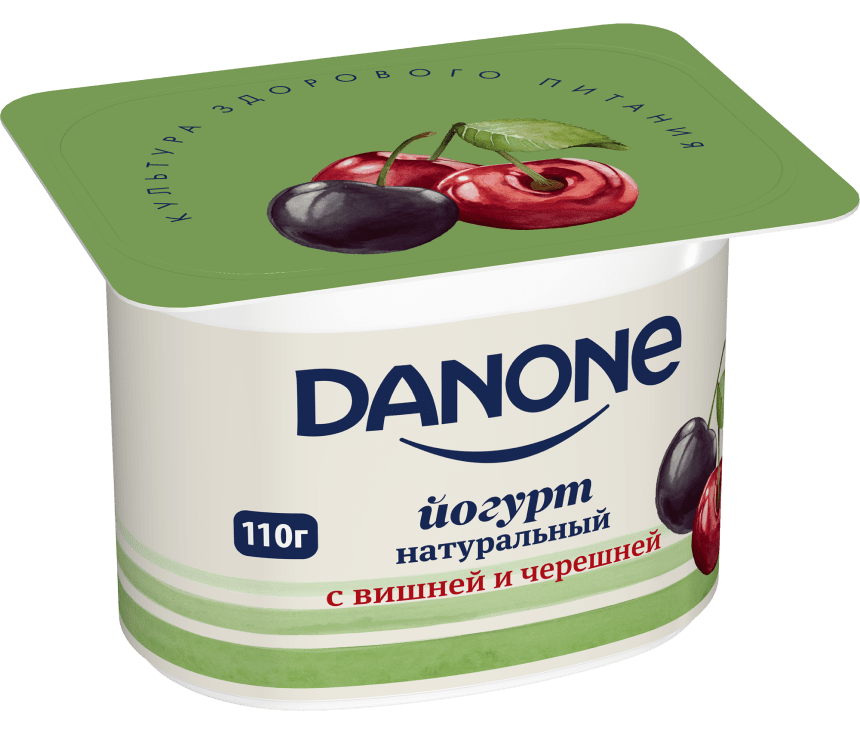 КУЛЬТУРА ЗДОРОВОГО ПИТАНИЯ
DANONE
йогурт
110г
натуральный
с вишней и черешней